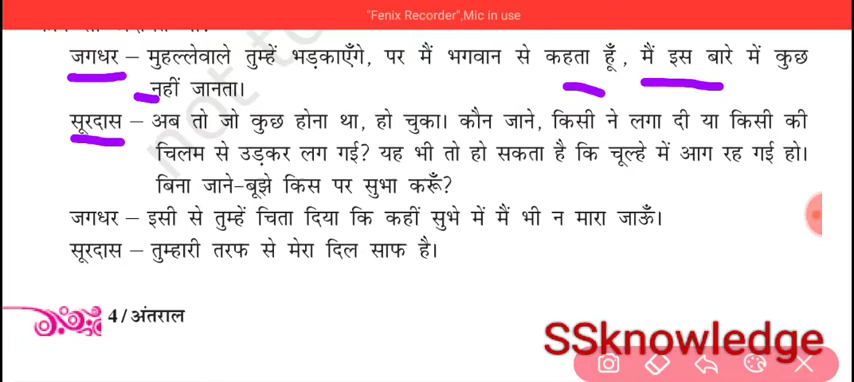 "Fenix Recorder",Mic in use
जगधर – मुहल्लेवाले तुम्हें भड़काएँगे, पर मैं भगवान से कहता हूँ, मैं इस बारे में कुछ
नहीं जानता।
सूरदास – अब तो जो कुछ होना था, हो चुका। कौन जाने, किसी ने लगा दी या किसी की
चिलम से उड़कर लग गई? यह भी तो हो सकता है कि चूल्हे में आग रह गई हो।
बिना जाने-बूझे किस पर सुभा करूँ?
जगधर – इसी से तुम्हें चिता दिया कि कहीं सुभे में मैं भी न मारा जाऊँ।
सूरदास – तुम्हारी तरफ से मेरा दिल साफ है।
4/अंतराल
SSknowledge